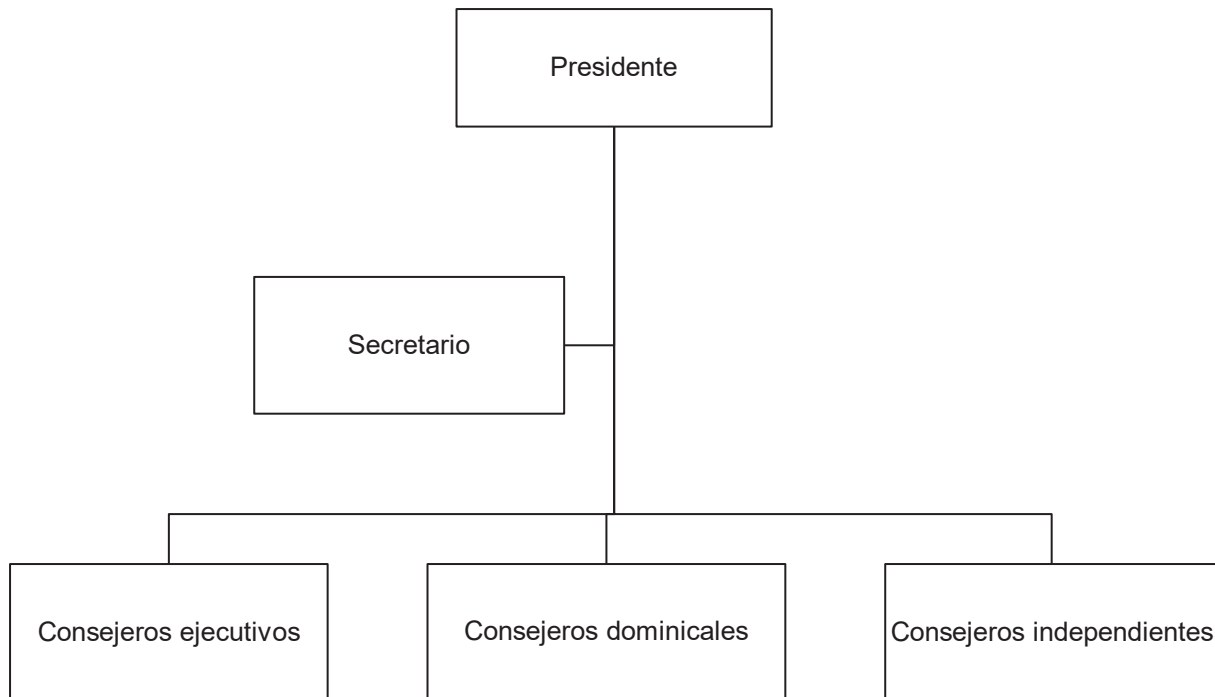 Presidente
Secretario
Consejeros ejecutivos
Consejeros dominicales
Consejeros independientes